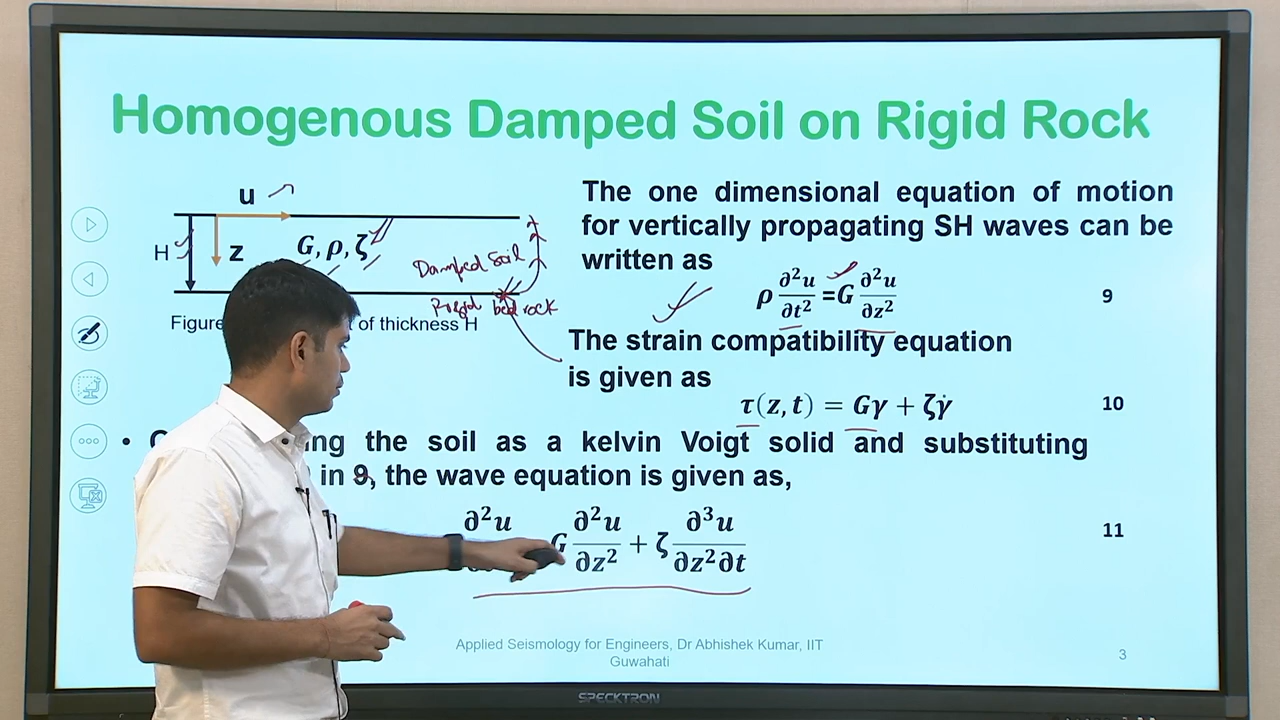 Homogenous Damped Soil on Rigid Rock
u
H
z
G, ρ, ζ
Damped Soil
Rigid bed rock
Figure
of thickness H
The one dimensional equation of motion
for vertically propagating SH waves can be
written as
ρ ∂²u/∂t² =G ∂²u/∂z² 9
The strain compatibility equation
is given as
τ(z, t) = Gγ + ζγ̇ 10
the soil as a kelvin Voigt solid and substituting
in 9, the wave equation is given as,
∂²u G ∂²u/∂z² + ζ ∂³u/∂z²∂t 11
Applied Seismology for Engineers, Dr Abhishek Kumar, IIT
Guwahati
3
SPECKTRON